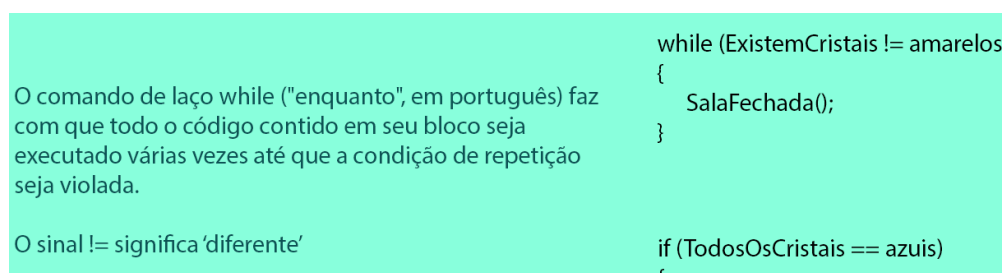 O comando de laço while ("enquanto", em português) faz
com que todo o código contido em seu bloco seja
executado várias vezes até que a condição de repetição
seja violada.
O sinal != significa 'diferente'
while (ExistemCristais != amarelos
{
SalaFechada();
}
if (TodosOsCristais == azuis)
{